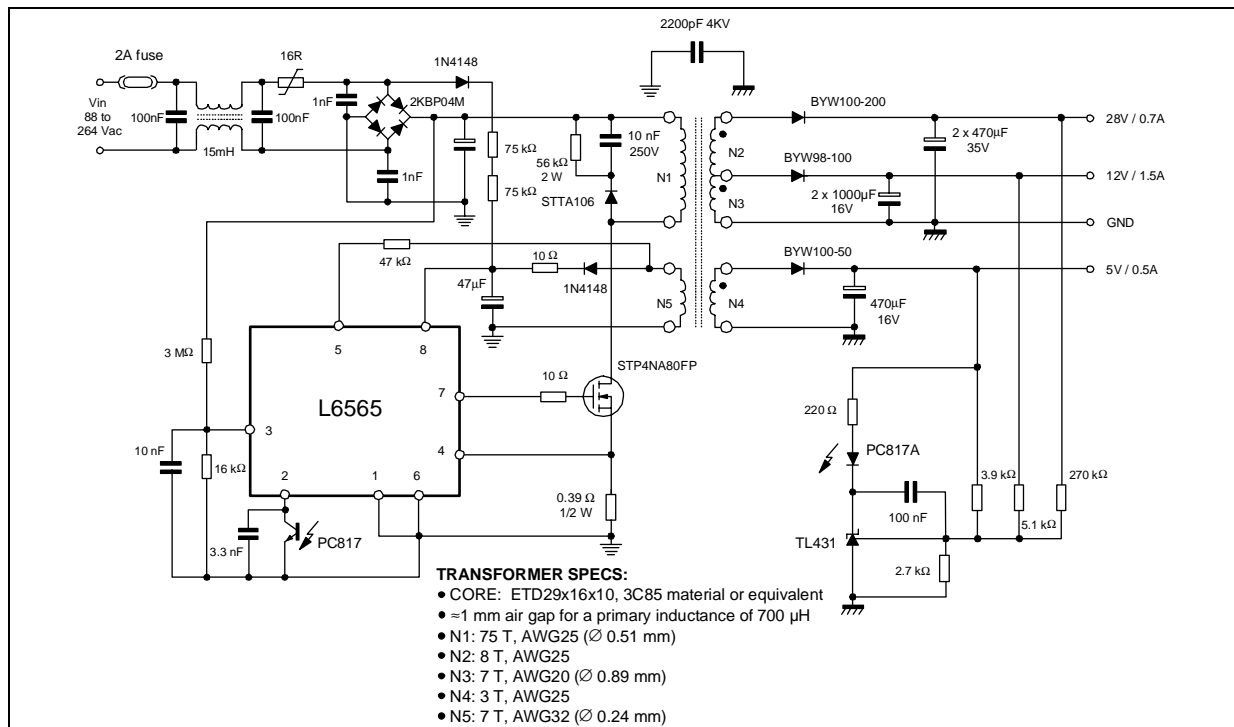 2200pF 4KV
2A fuse
16R
1N4148
Vin
88 to
264 Vac
100nF
100nF
15mH
1nF
2KBP04M
1nF
75 kΩ
75 kΩ
56 kΩ
2 W
10 nF
250V
STTA106
N1
N2
N3
BYW100-200
28V / 0.7A
2 x 470µF
35V
BYW98-100
12V / 1.5A
2 x 1000µF
16V
GND
47 kΩ
10 Ω
1N4148
47µF
N5
N4
BYW100-50
5V / 0.5A
470µF
16V
3 MΩ
5
8
L6565
7
3
4
2
1
6
10 Ω
STP4NA80FP
10 nF
16 kΩ
3.3 nF
PC817
0.39 Ω
1/2 W
220 Ω
PC817A
100 nF
TL431
3.9 kΩ
5.1 kΩ
270 kΩ
2.7 kΩ
TRANSFORMER SPECS:
• CORE: ETD29x16x10, 3C85 material or equivalent
• ≈1 mm air gap for a primary inductance of 700 µH
• N1: 75 T, AWG25 (∅ 0.51 mm)
• N2: 8 T, AWG25
• N3: 7 T, AWG20 (∅ 0.89 mm)
• N4: 3 T, AWG25
• N5: 7 T, AWG32 (∅ 0.24 mm)